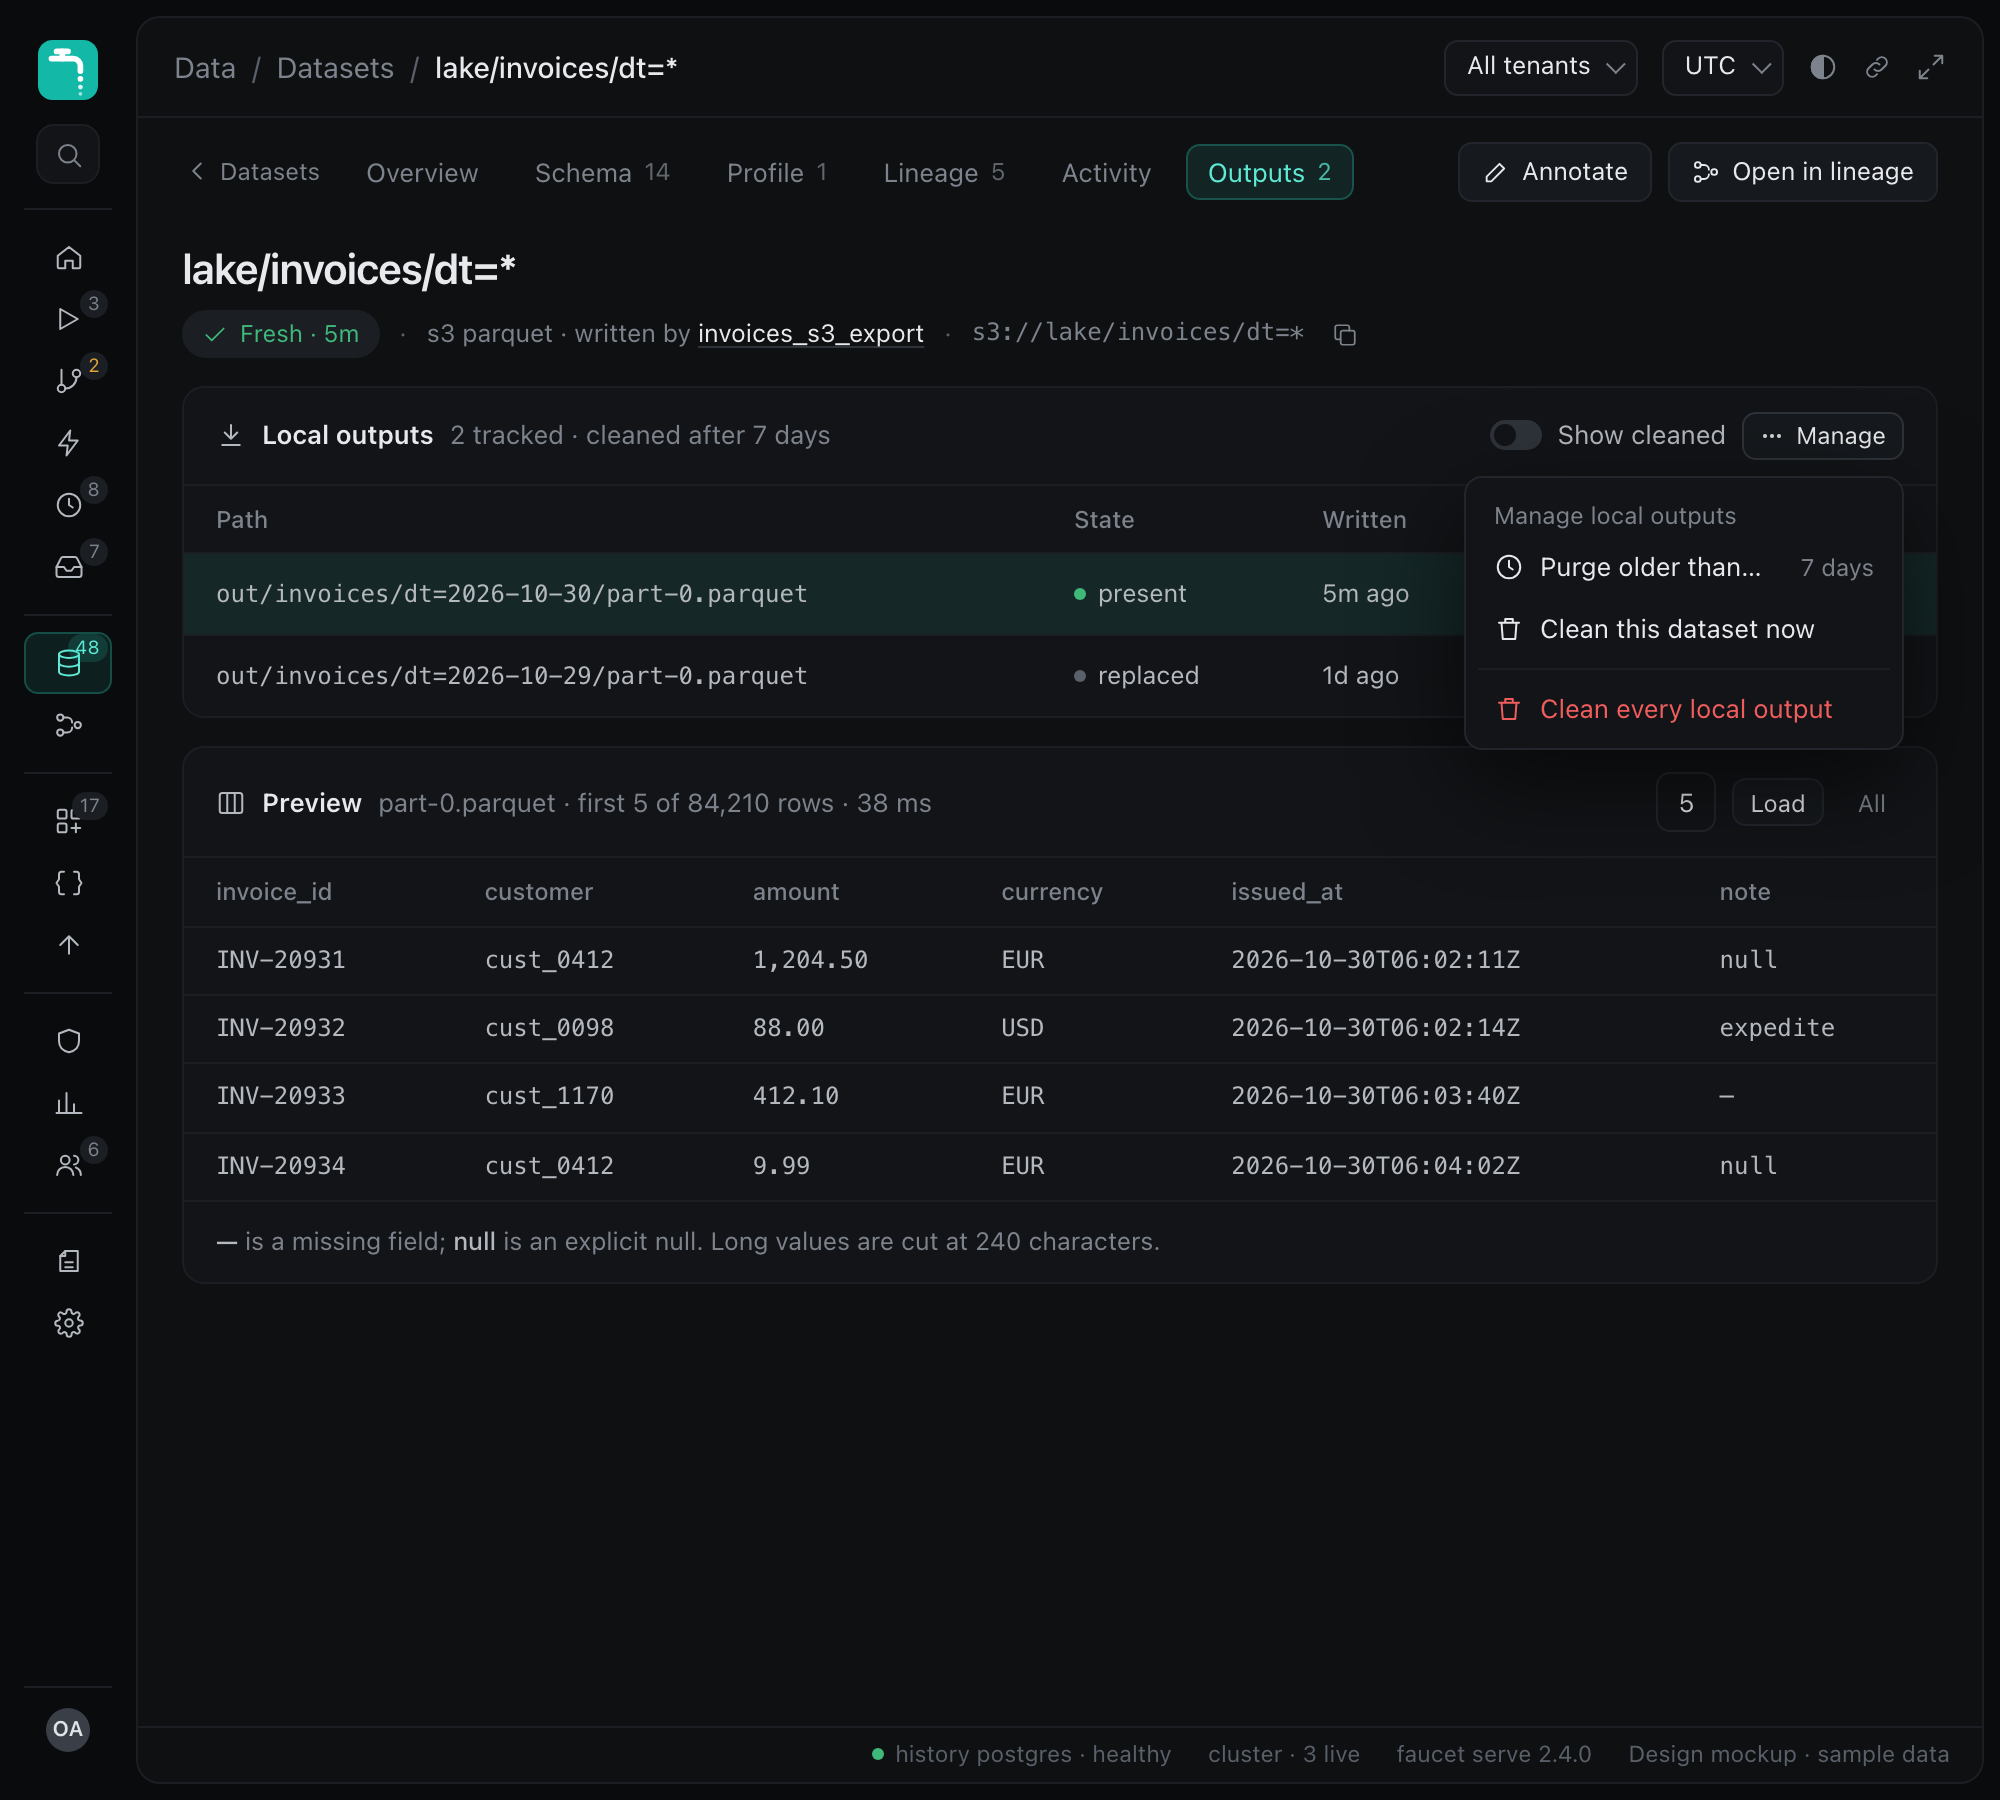 Data / Datasets / lake/invoices/dt=*
All tenants
UTC
Datasets
Overview
Schema 14
Profile 1
Lineage 5
Activity
Outputs 2
Annotate
Open in lineage
3
2
8
7
48
17
6
OA
lake/invoices/dt=*
Fresh · 5m · s3 parquet · written by invoices_s3_export · s3://lake/invoices/dt=*
Local outputs 2 tracked · cleaned after 7 days
Show cleaned
··· Manage
Path State Written
out/invoices/dt=2026-10-30/part-0.parquet present 5m ago
out/invoices/dt=2026-10-29/part-0.parquet replaced 1d ago
Manage local outputs
Purge older than... 7 days
Clean this dataset now
Clean every local output
Preview part-0.parquet · first 5 of 84,210 rows · 38 ms
5
Load
All
invoice_id customer amount currency issued_at note
INV-20931 cust_0412 1,204.50 EUR 2026-10-30T06:02:11Z null
INV-20932 cust_0098 88.00 USD 2026-10-30T06:02:14Z expedite
INV-20933 cust_1170 412.10 EUR 2026-10-30T06:03:40Z —
INV-20934 cust_0412 9.99 EUR 2026-10-30T06:04:02Z null
— is a missing field; null is an explicit null. Long values are cut at 240 characters.
history postgres · healthy
cluster · 3 live
faucet serve 2.4.0
Design mockup · sample data